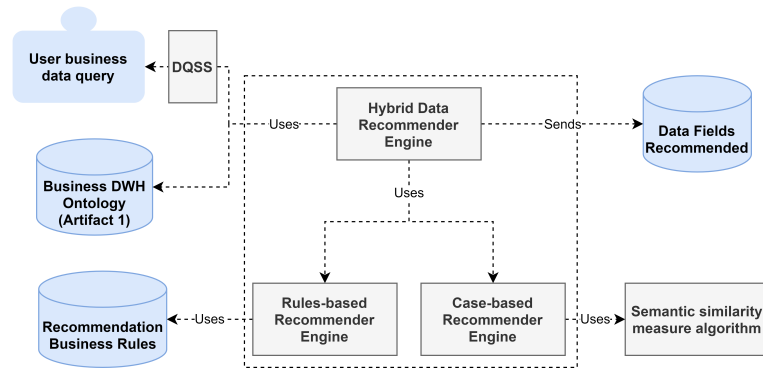 User business
data query
DQSS
Hybrid Data
Recommender
Engine
Uses
Sends
Data Fields
Recommended
Business DWH
Ontology
(Artifact 1)
Uses
Rules-based
Recommender
Engine
Case-based
Recommender
Engine
Semantic similarity
measure algorithm
Recommendation
Business Rules
Uses
Uses